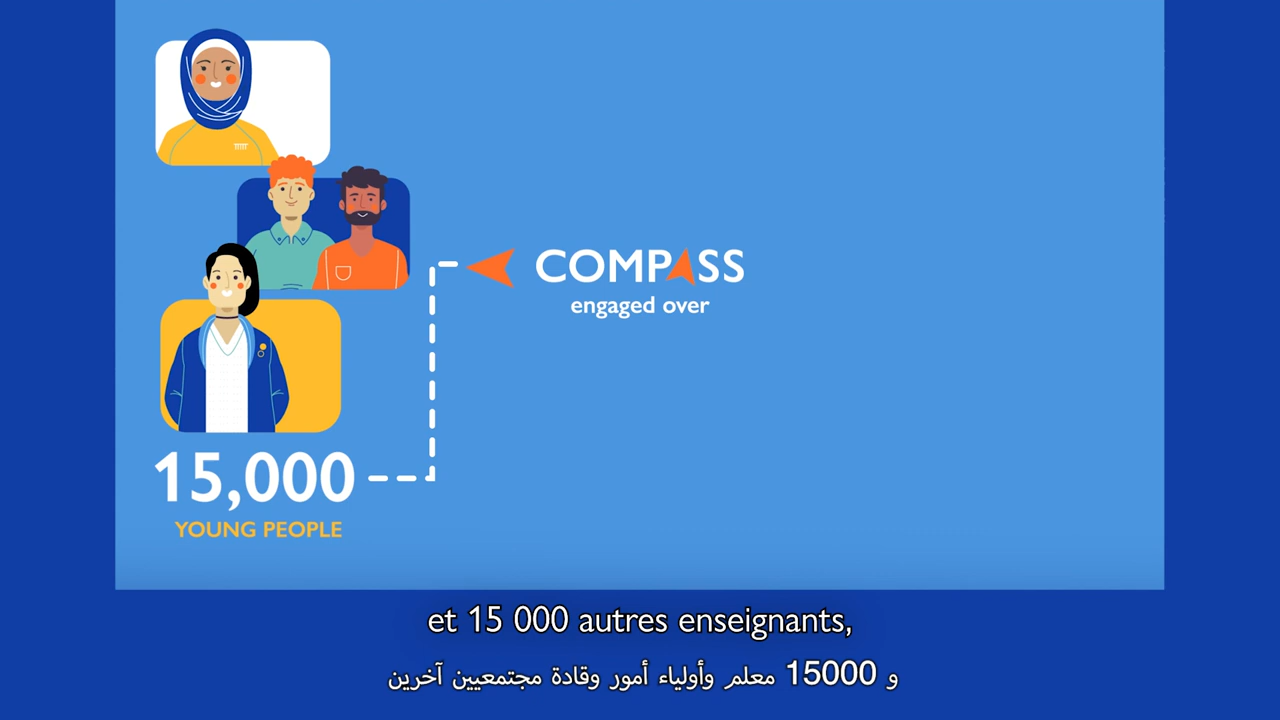 COMPASS
engaged over
15,000
YOUNG PEOPLE
et 15 000 autres enseignants,
و 15000 معلم وأولياء أمور وقادة مجتمعيين آخرين